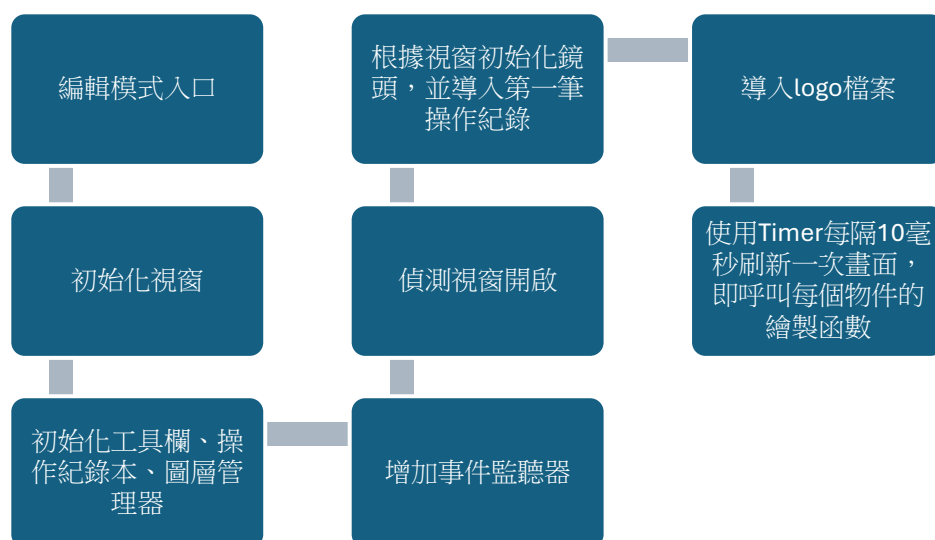 編輯模式入口
初始化視窗
初始化工具欄、操
作紀錄本、圖層管
理器
增加事件監聽器
偵測視窗開啟
根據視窗初始化鏡
頭，並導入第一筆
操作紀錄
導入logo檔案
使用Timer每隔10毫
秒刷新一次畫面，
即呼叫每個物件的
繪製函數